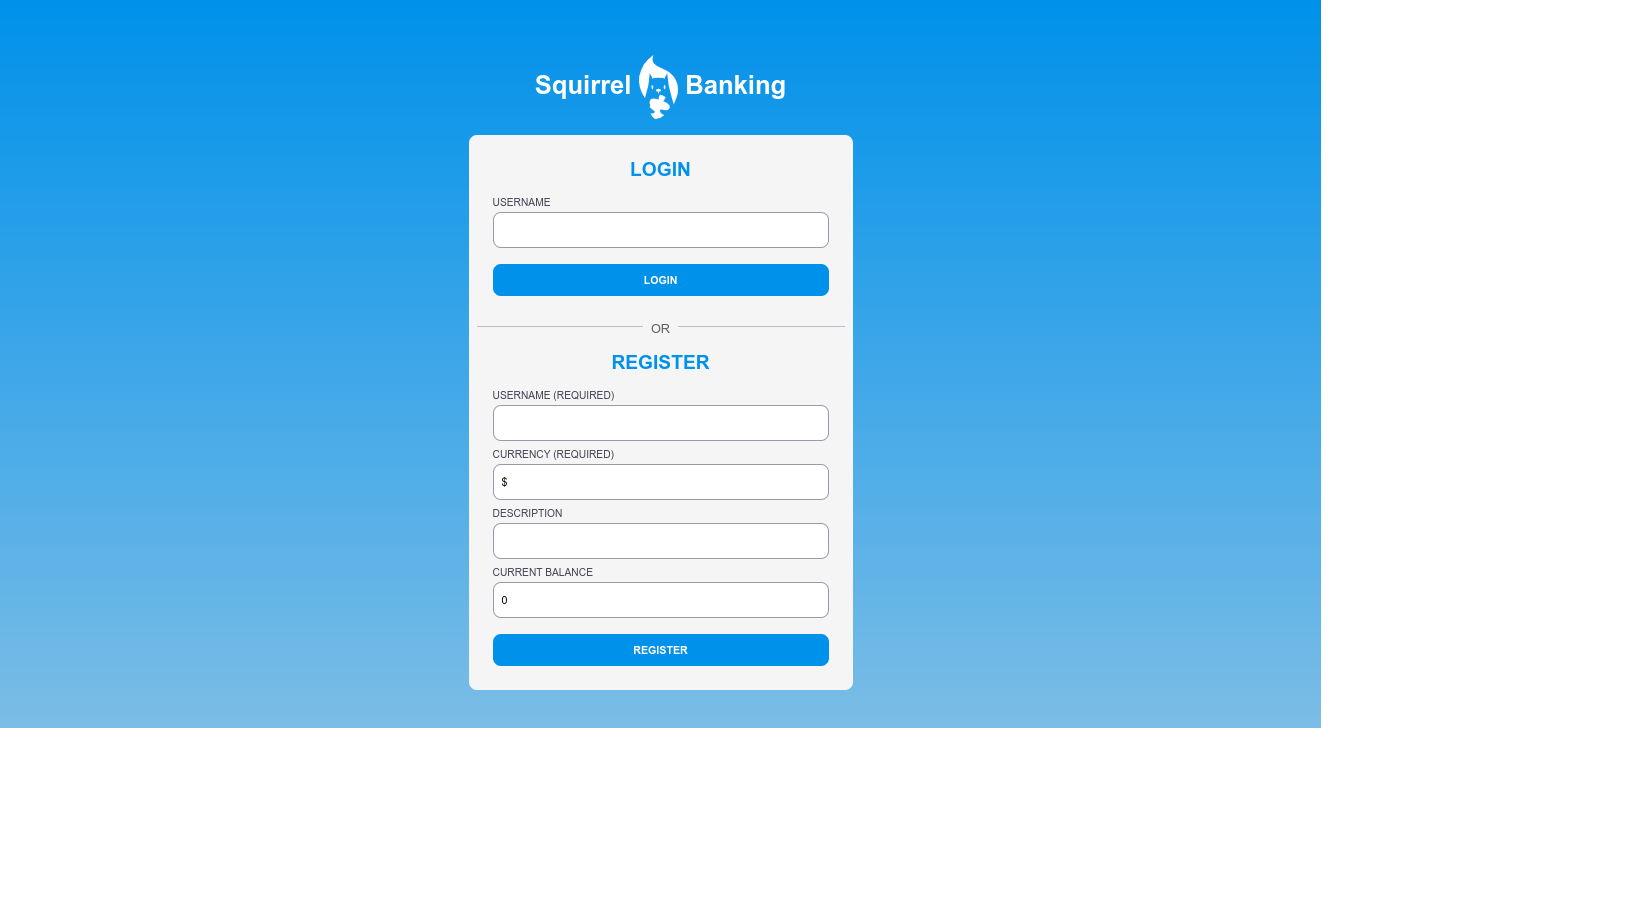 Squirrel Banking
LOGIN
USERNAME
LOGIN
OR
REGISTER
USERNAME (REQUIRED)
CURRENCY (REQUIRED)
$
DESCRIPTION
CURRENT BALANCE
0
REGISTER